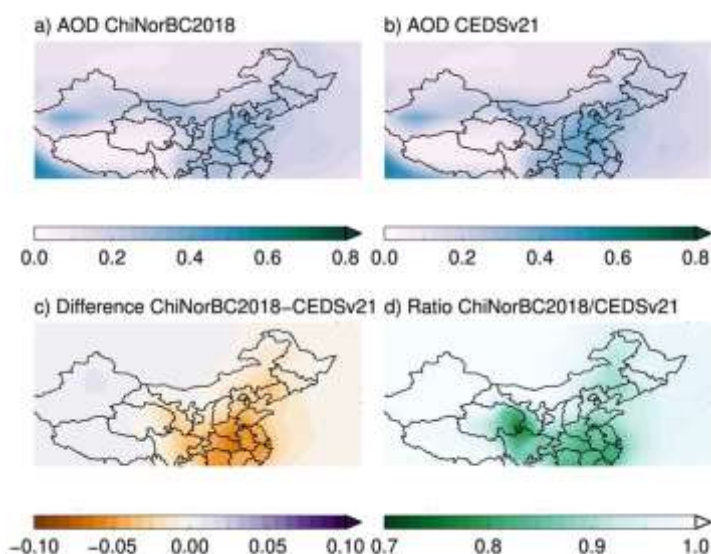 a) AOD ChiNorBC2018
b) AOD CEDSv21
0.0 0.2 0.4 0.6 0.8
0.0 0.2 0.4 0.6 0.8
c) Difference ChiNorBC2018−CEDSv21
d) Ratio ChiNorBC2018/CEDSv21
−0.10 −0.05 0.00 0.05 0.10
0.7 0.8 0.9 1.0